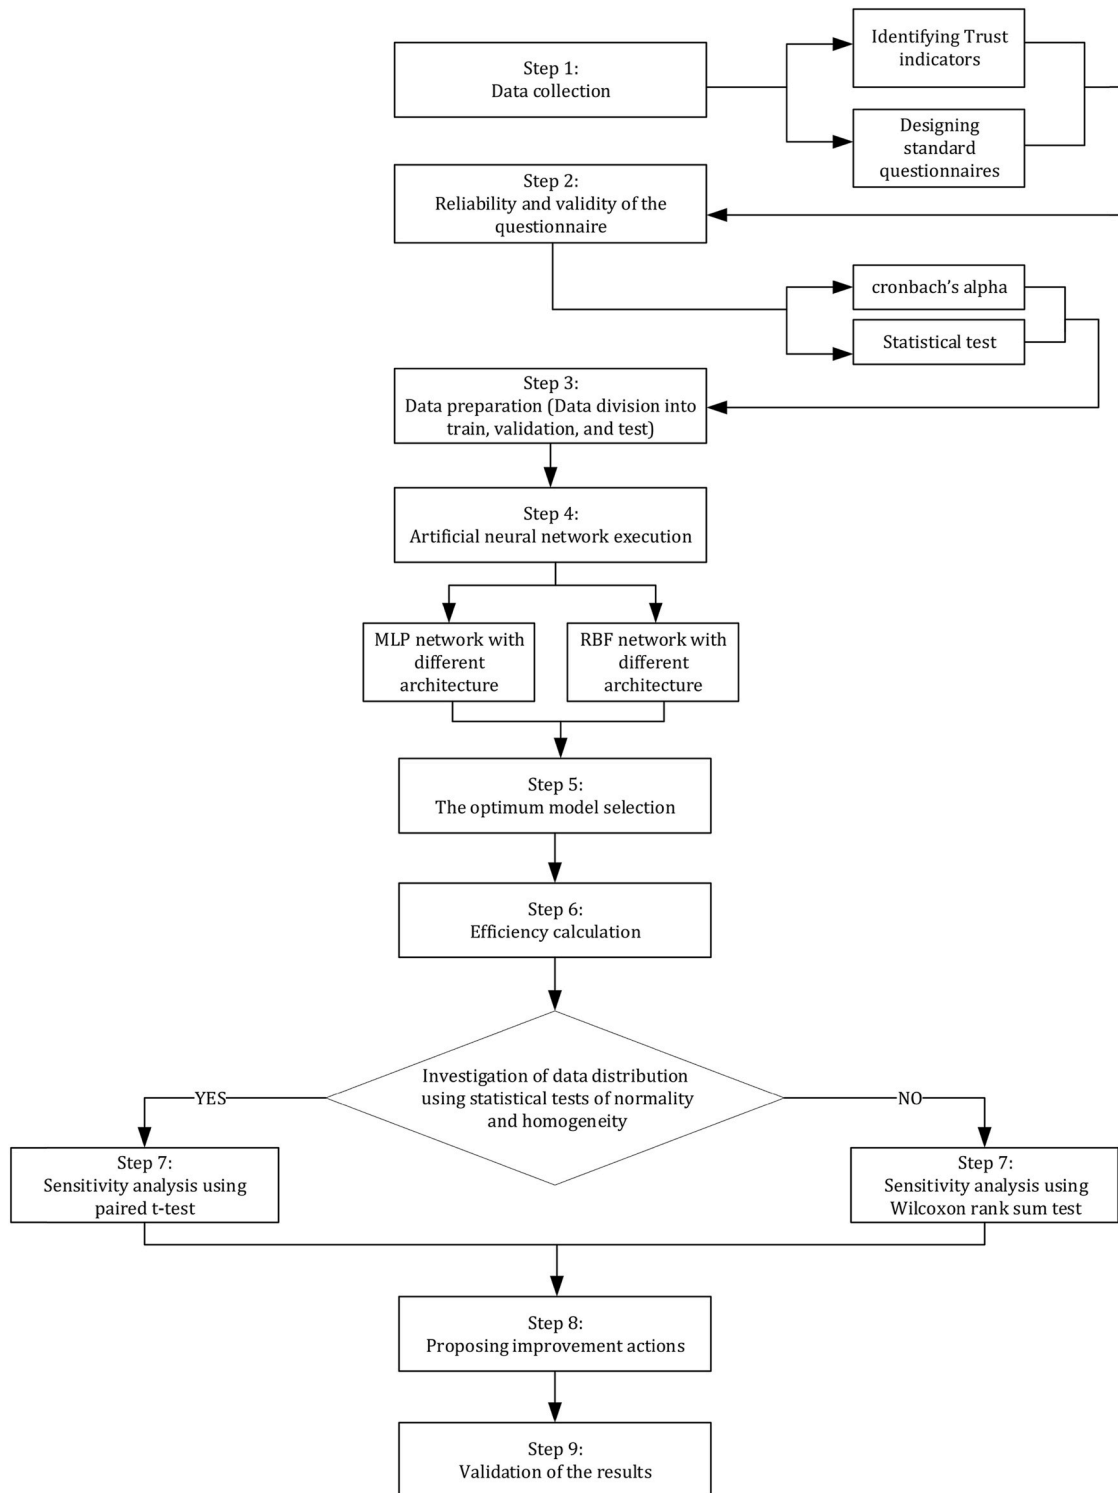 Step 1:
Data collection
Identifying Trust
indicators
Designing
standard
questionnaires
Step 2:
Reliability and validity of the
questionnaire
cronbach's alpha
Statistical test
Step 3:
Data preparation (Data division into
train, validation, and test)
Step 4:
Artificial neural network execution
MLP network with
different
architecture
RBF network with
different
architecture
Step 5:
The optimum model selection
Step 6:
Efficiency calculation
Investigation of data distribution
using statistical tests of normality
and homogeneity
YES
NO
Step 7:
Sensitivity analysis using
paired t-test
Step 7:
Sensitivity analysis using
Wilcoxon rank sum test
Step 8:
Proposing improvement actions
Step 9:
Validation of the results